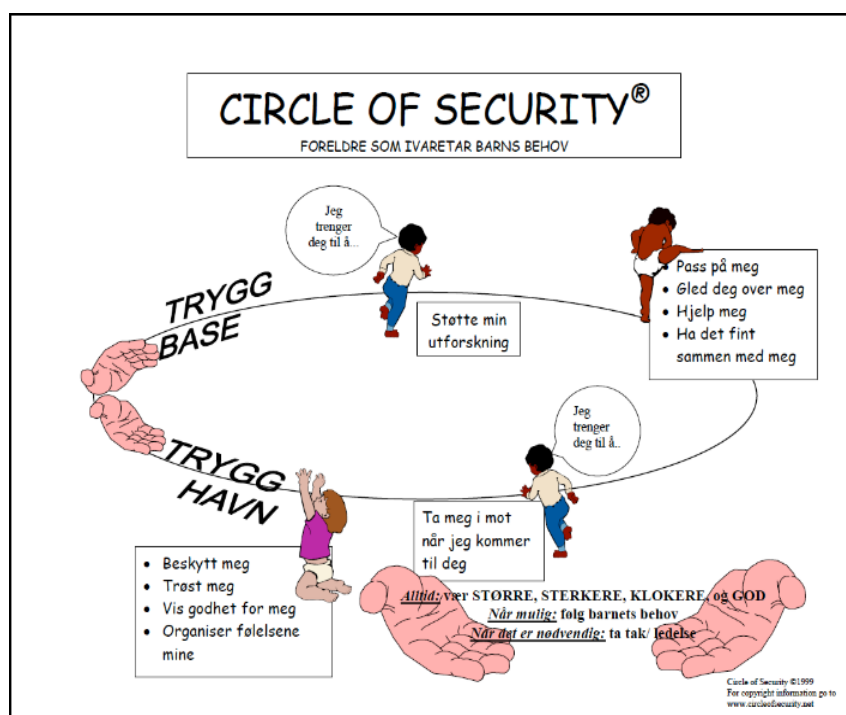 CIRCLE OF SECURITY®
FORELDRE SOM IVARETAR BARNS BEHOV
Jeg
trenger
deg til å...
TRYGG
BASE
Støtte min
utforskning
• Pass på meg
• Gled deg over meg
• Hjelp meg
• Ha det fint
sammen med meg
Jeg
trenger
deg til å..
TRYGG
HAVN
Ta meg i mot
når jeg kommer
til deg
• Beskytt meg
• Trøst meg
• Vis godhet for meg
• Organiser følelsene
mine
Alltid: vær STØRRE, STERKERE, KLOKERE, og GOD
Når mulig: følg barnets behov
Når det er nødvendig: ta tak/ ledelse
Circle of Security ©1999
For copyright information go to
www.circleofsecurity.net